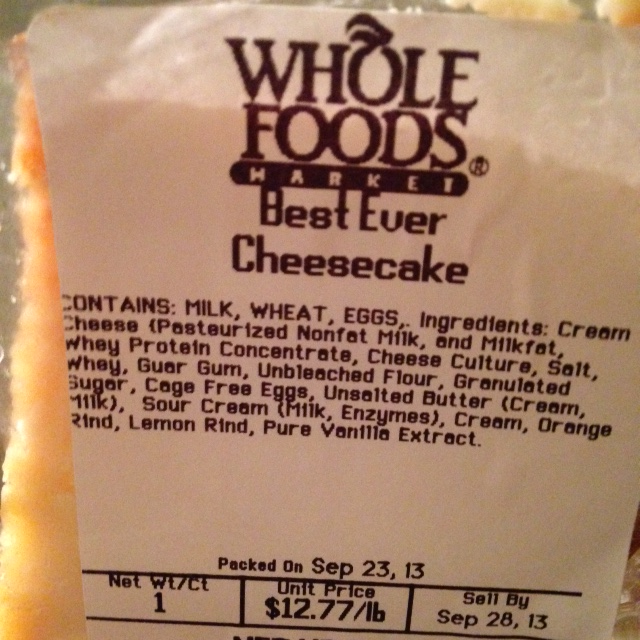 WHOLE
FOODS
MARKET®
Best Ever
Cheesecake
CONTAINS: MILK, WHEAT, EGGS,. Ingredients: Cream
Cheese (Pasteurized Nonfat Milk, and Milkfat,
Whey Protein Concentrate, Cheese Culture, Salt,
Whey, Guar Gum, Unbleached Flour, Granulated
Sugar, Cage Free Eggs, Unsalted Butter (Cream,
Milk), Sour Cream (Milk, Enzymes), Cream, Orange
Rind, Lemon Rind, Pure Vanilla Extract.
Packed On Sep 23, 13
Net Wt/Ct Unit Price Sell By
1 $12.77/lb Sep 28, 13